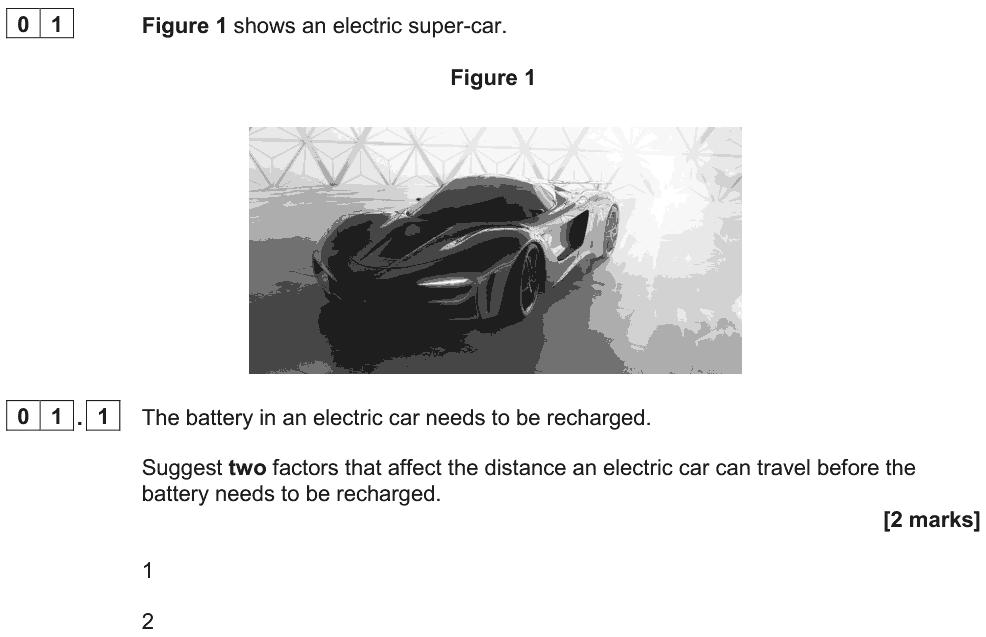 0 1 Figure 1 shows an electric super-car.
Figure 1
0 1 . 1 The battery in an electric car needs to be recharged.
Suggest two factors that affect the distance an electric car can travel before the
battery needs to be recharged.
[2 marks]
1
2